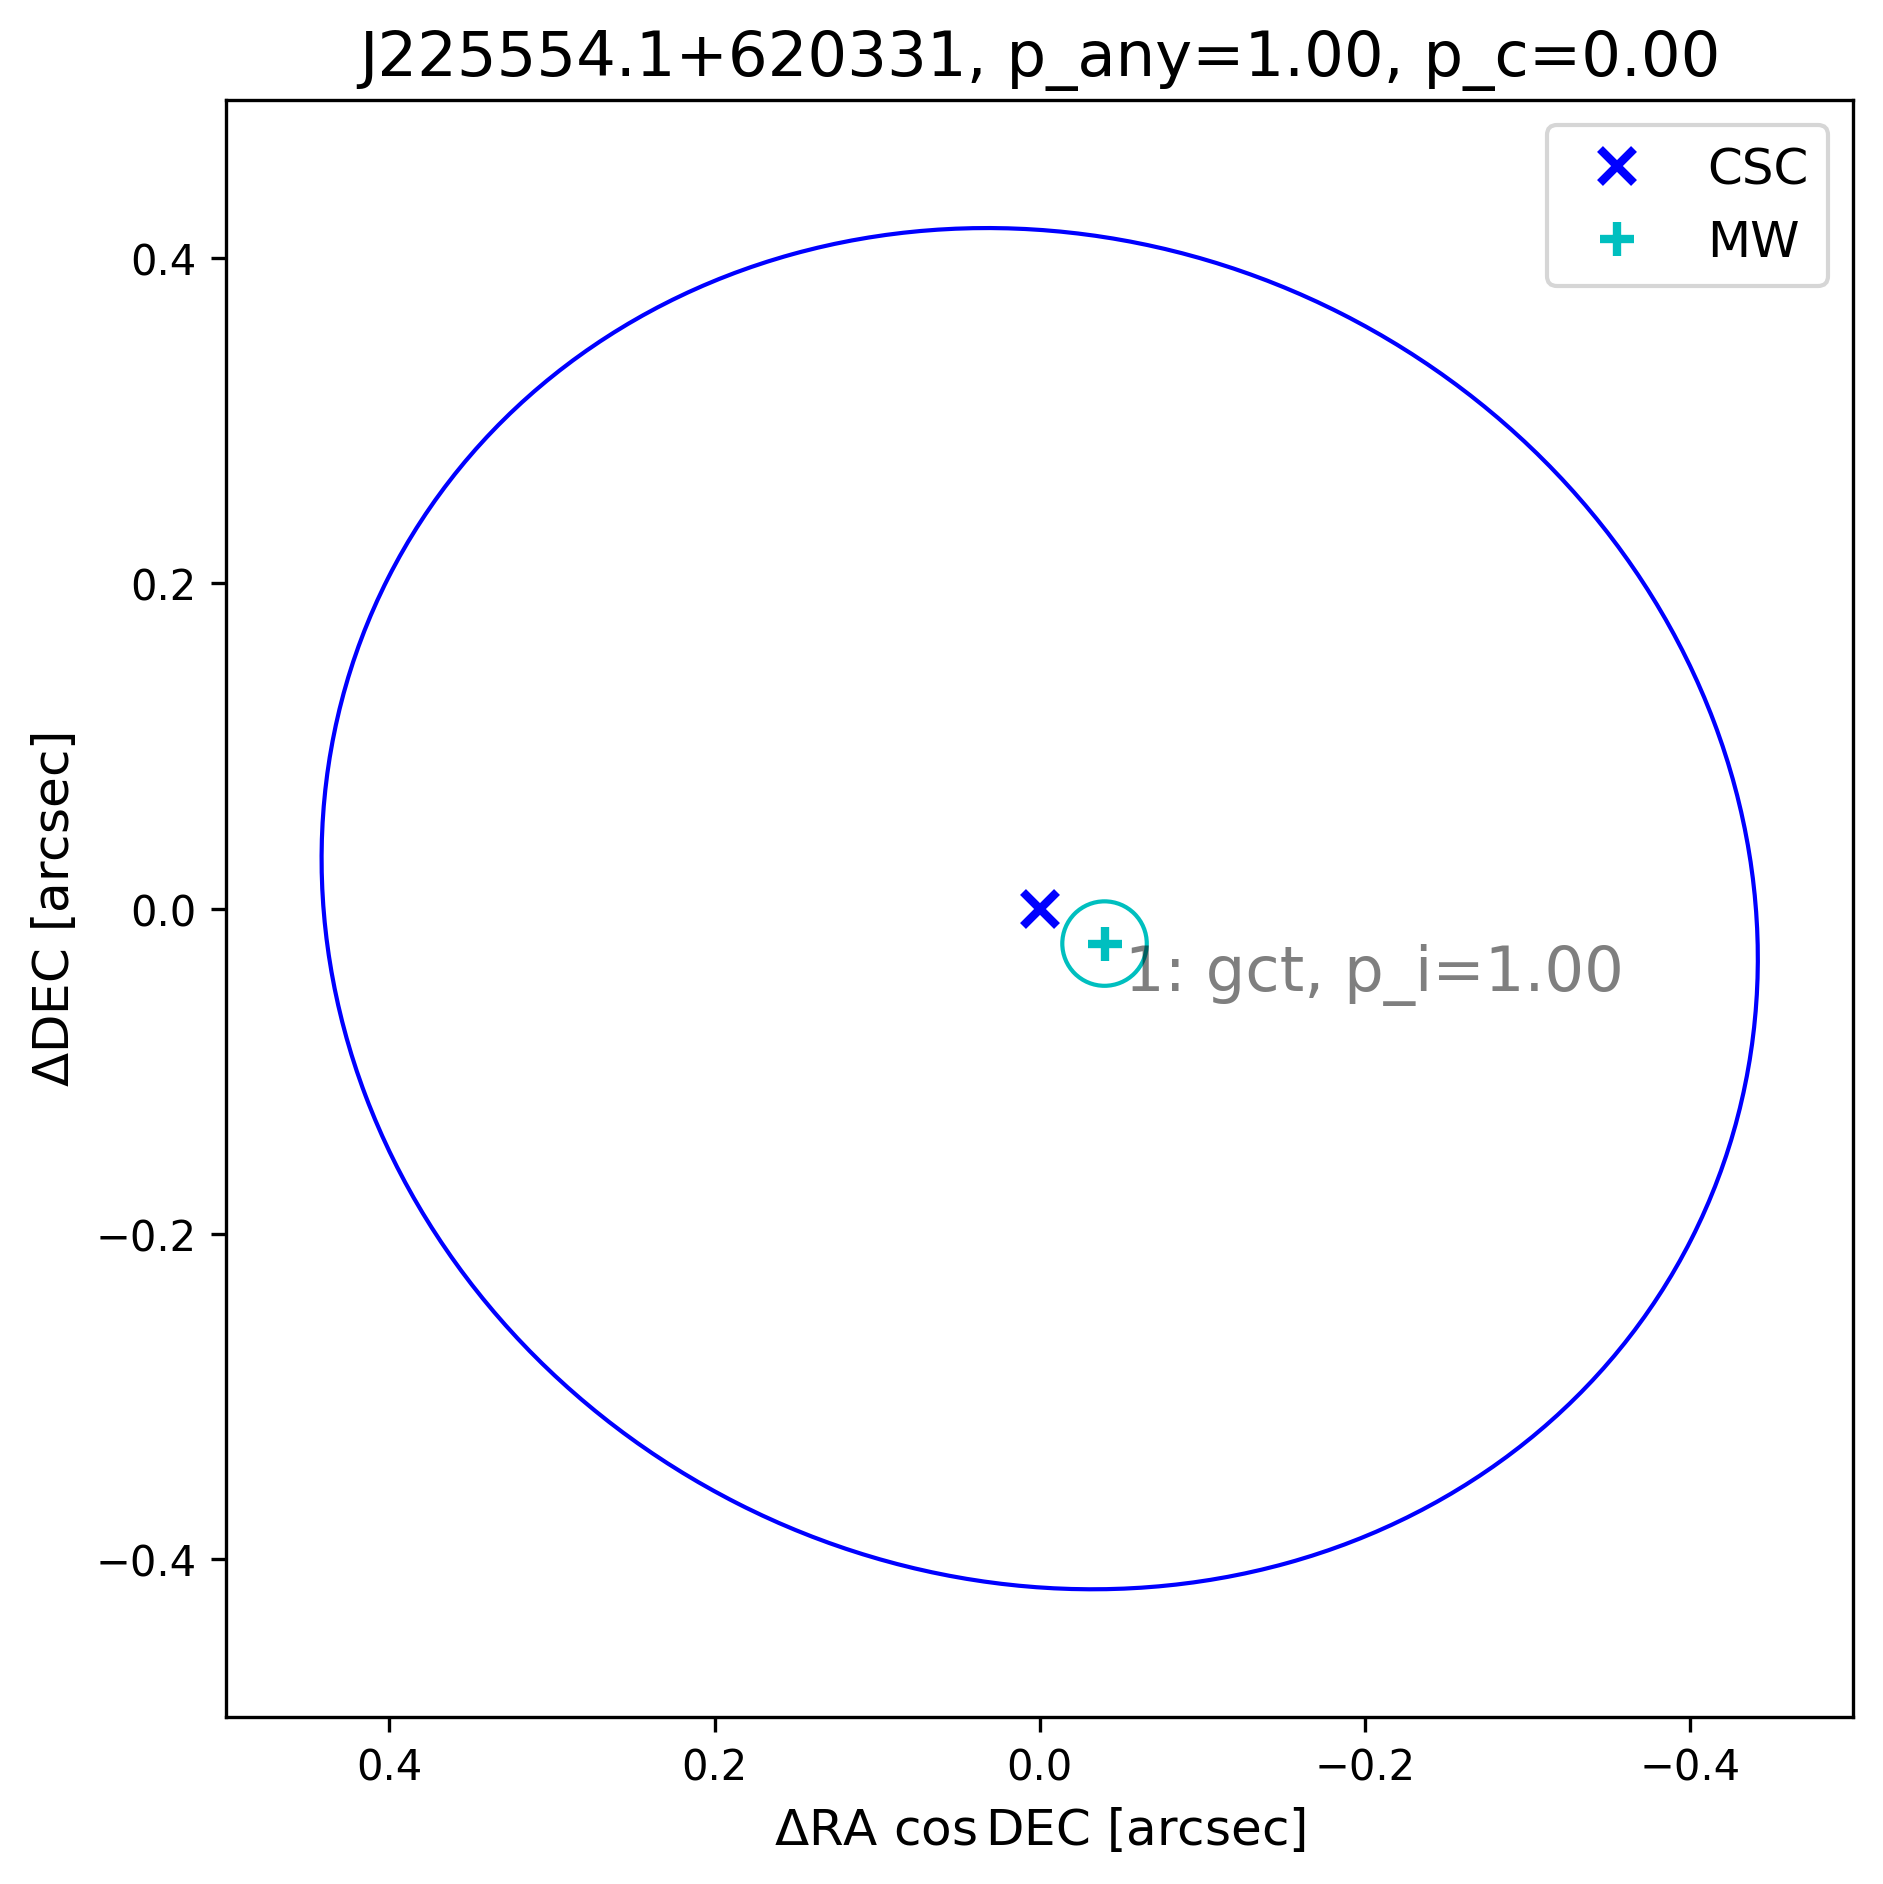 J225554.1+620331, p_any=1.00, p_c=0.00
CSC
MW
0.4
0.2
0.0
−0.2
−0.4
ΔDEC [arcsec]
1: gct, p_i=1.00
0.4
0.2
0.0
−0.2
−0.4
ΔRA cos DEC [arcsec]